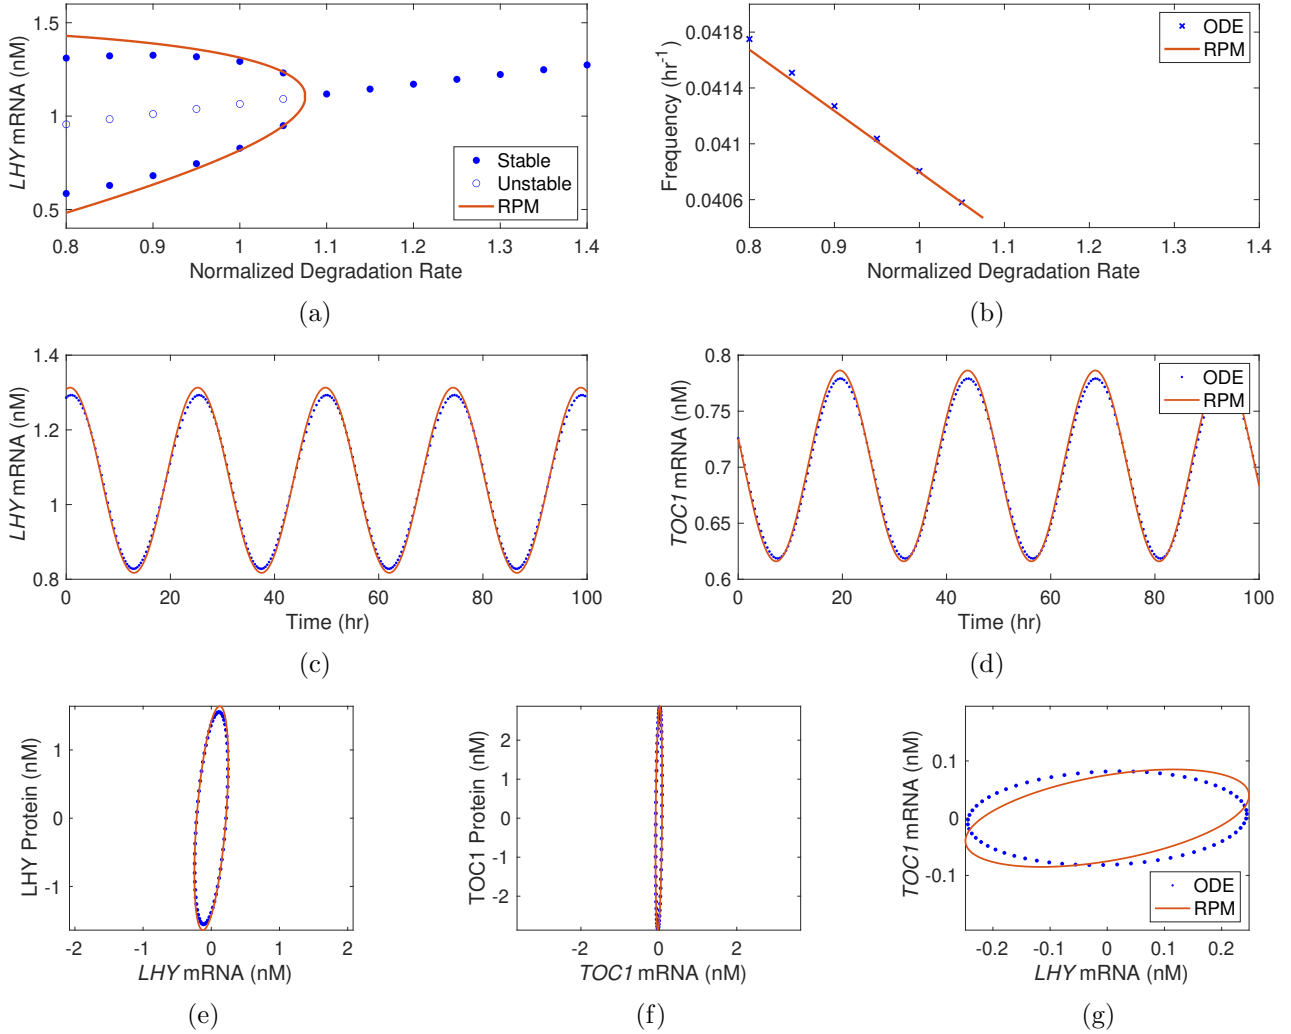 1.5
1
0.5
LHY mRNA (nM)
Stable
Unstable
RPM
0.8 0.9 1 1.1 1.2 1.3 1.4
Normalized Degradation Rate
(a)
0.0418
0.0414
0.041
0.0406
Frequency (hr⁻¹)
ODE
RPM
0.8 0.9 1 1.1 1.2 1.3 1.4
Normalized Degradation Rate
(b)
1.4
1.2
1
0.8
LHY mRNA (nM)
0 20 40 60 80 100
Time (hr)
(c)
0.8
0.75
0.7
0.65
0.6
TOC1 mRNA (nM)
ODE
RPM
0 20 40 60 80 100
Time (hr)
(d)
1
0
-1
LHY Protein (nM)
-2 -1 0 1 2
LHY mRNA (nM)
(e)
2
1
0
-1
-2
TOC1 Protein (nM)
-2 0 2
TOC1 mRNA (nM)
(f)
0.1
0
-0.1
TOC1 mRNA (nM)
ODE
RPM
-0.2 -0.1 0 0.1 0.2
LHY mRNA (nM)
(g)